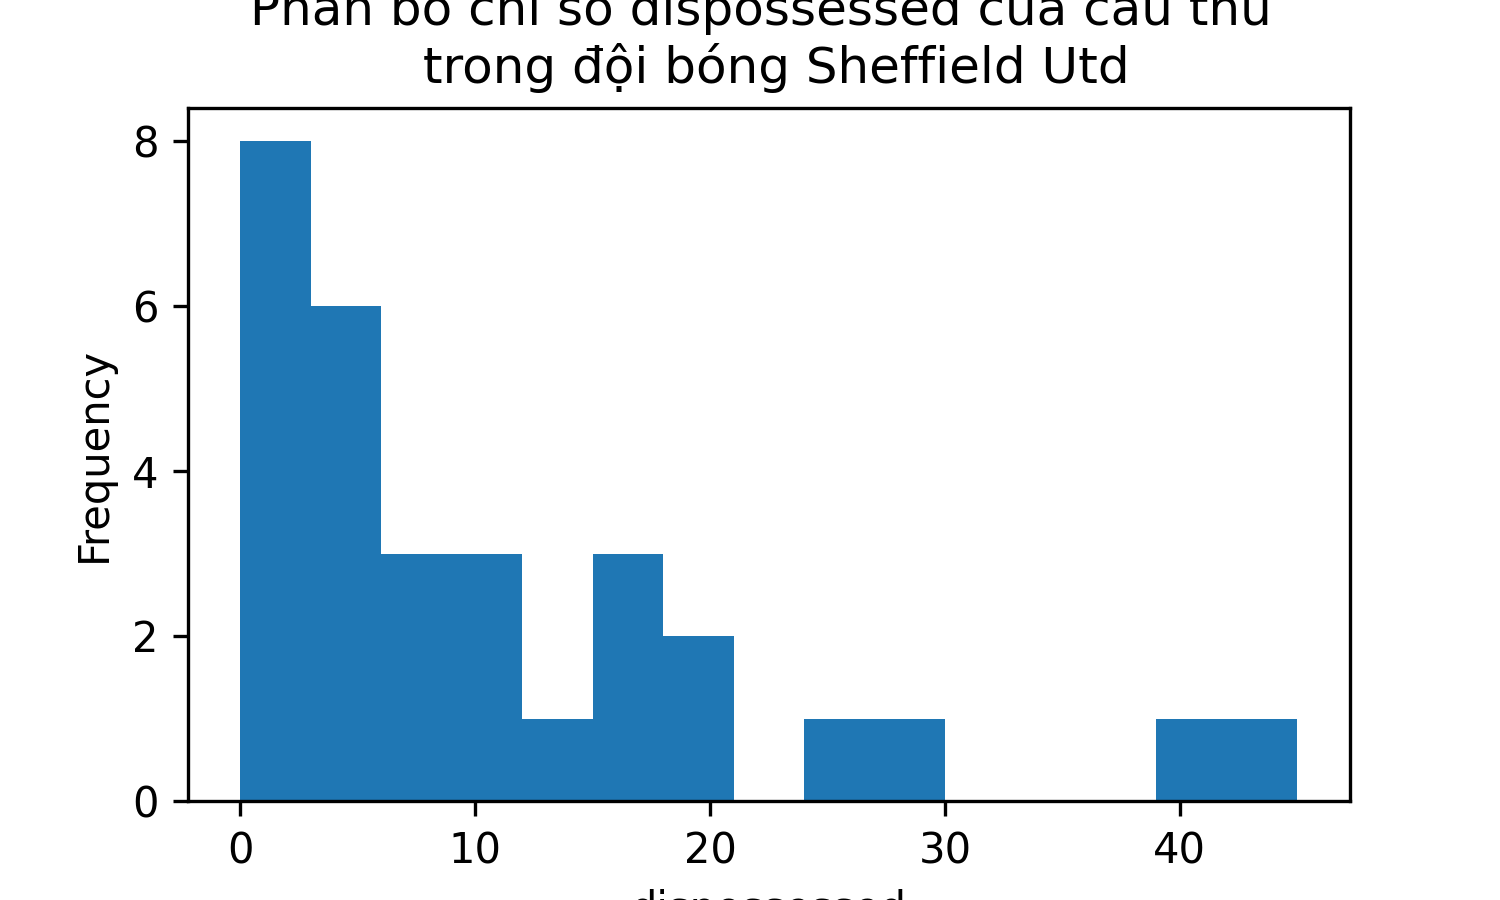 Phân bố chỉ số dispossessed của cầu thủ
trong đội bóng Sheffield Utd
8
6
4
2
0
Frequency
0 10 20 30 40
dispossessed